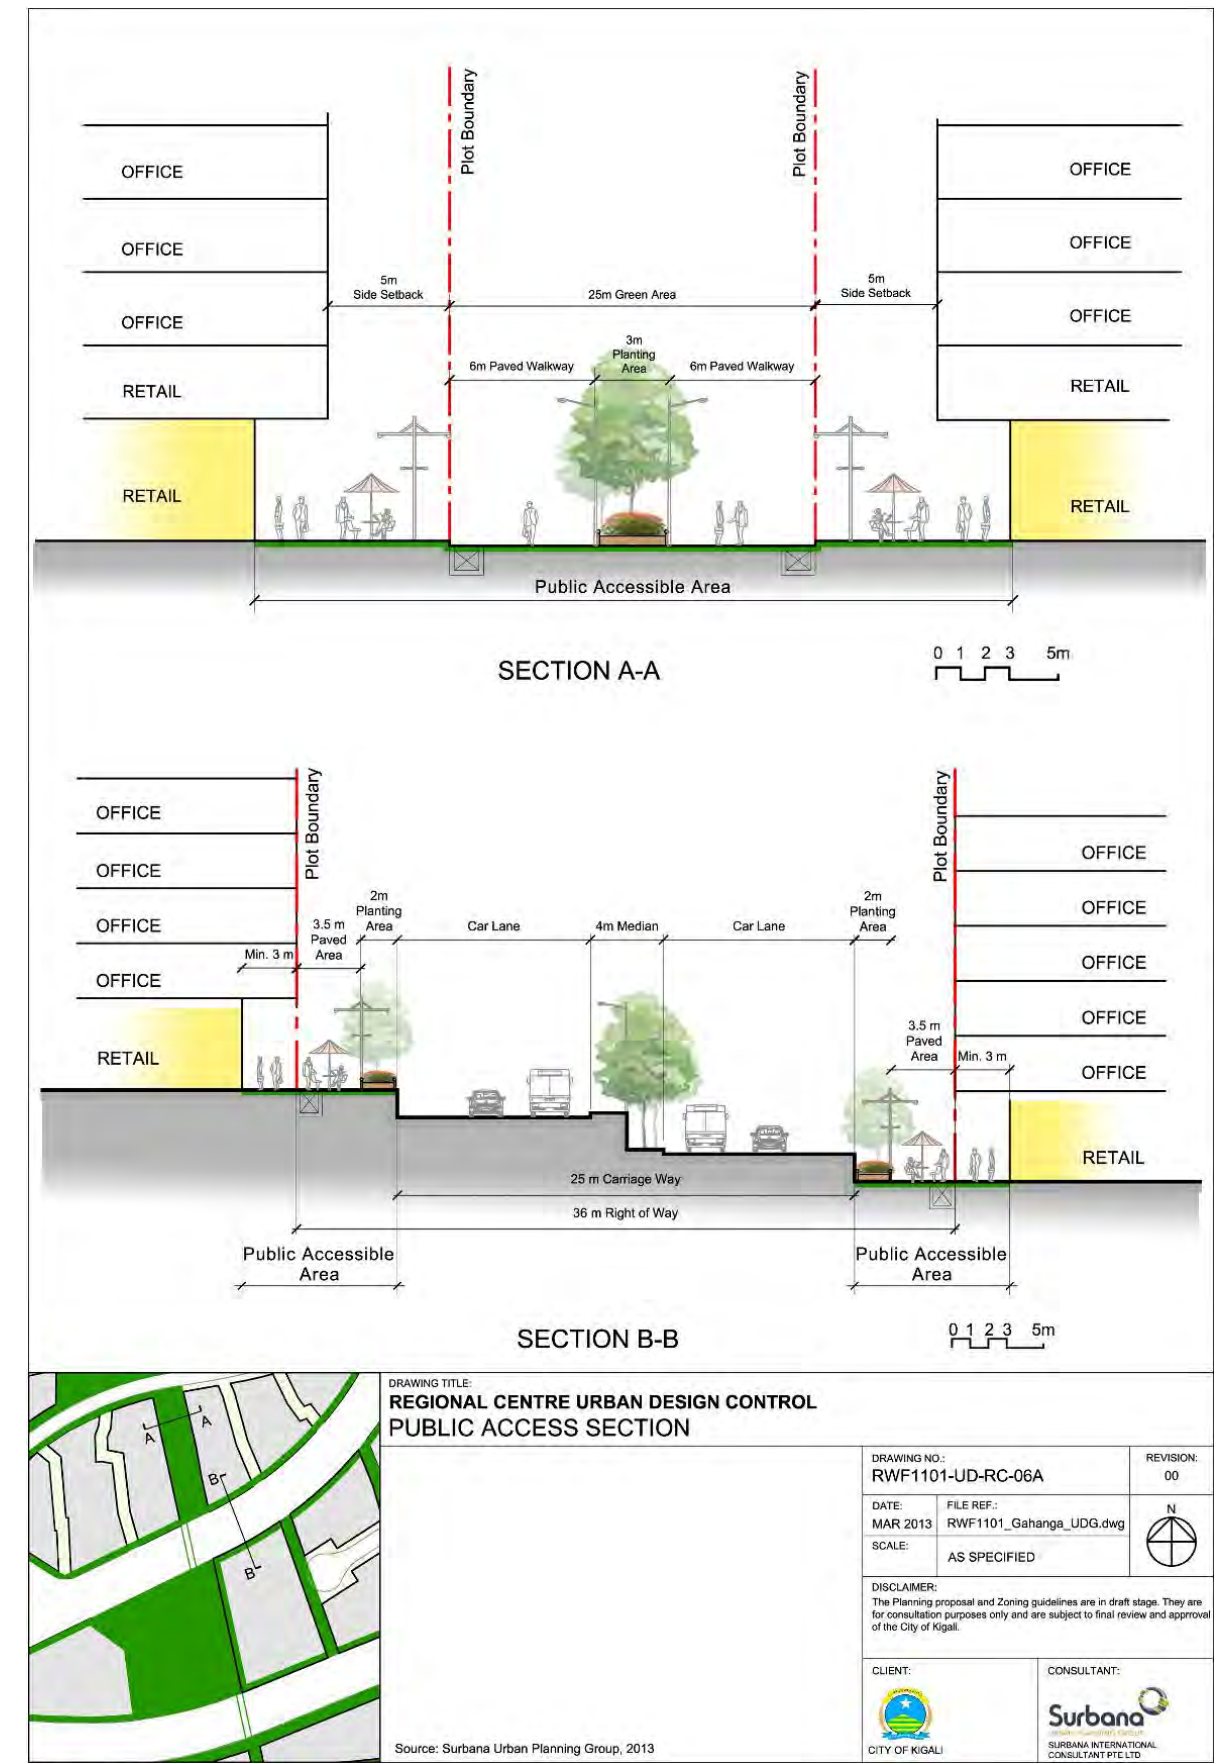 Plot Boundary
Plot Boundary
OFFICE
OFFICE
OFFICE
OFFICE
5m
Side Setback
25m Green Area
5m
Side Setback
OFFICE
OFFICE
3m
Planting
Area
6m Paved Walkway
6m Paved Walkway
RETAIL
RETAIL
RETAIL
RETAIL
Public Accessible Area
SECTION A-A
0 1 2 3 5m
Plot Boundary
Plot Boundary
OFFICE
OFFICE
OFFICE
OFFICE
OFFICE
OFFICE
OFFICE
OFFICE
OFFICE
2m
Planting
Area
3.5 m
Paved
Area
Min. 3 m
Car Lane
4m Median
Car Lane
2m
Planting
Area
3.5 m
Paved
Area
Min. 3 m
RETAIL
RETAIL
25 m Carriage Way
36 m Right of Way
Public Accessible
Area
Public Accessible
Area
SECTION B-B
0 1 2 3 5m
A
A
B
B
DRAWING TITLE:
REGIONAL CENTRE URBAN DESIGN CONTROL
PUBLIC ACCESS SECTION
DRAWING NO.:
RWF1101-UD-RC-06A
REVISION:
00
DATE:
MAR 2013
FILE REF.:
RWF1101_Gahanga_UDG.dwg
N
SCALE:
AS SPECIFIED
DISCLAIMER:
The Planning proposal and Zoning guidelines are in draft stage. They are
for consultation purposes only and are subject to final review and approval
of the City of Kigali.
CLIENT:
CITY OF KIGALI
CONSULTANT:
Surbana
SURBANA INTERNATIONAL
CONSULTANT PTE LTD
Source: Surbana Urban Planning Group, 2013